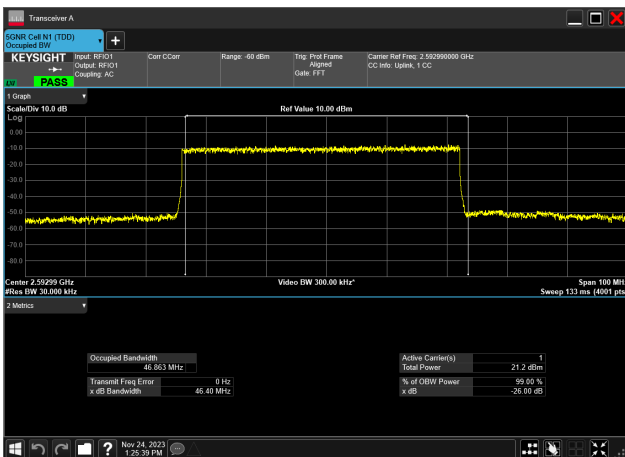 Transceiver A
5GNR Cell N1 (TDD)
Occupied BW
KEYSIGHT
Input: RFIO1
Output: RFIO1
Coupling: AC
Corr CCorr
Range: -60 dBm
Trig: Prot Frame
Aligned
Gate: FFT
Carrier Ref Freq: 2.592990000 GHz
CC Info: Uplink, 1 CC
PASS
1 Graph
Scale/Div 10.0 dB
Ref Value 10.00 dBm
Log
0.00
-10.0
-20.0
-30.0
-40.0
-50.0
-60.0
-70.0
-80.0
Center 2.59299 GHz
Video BW 300.00 kHz*
Span 100 MHz
#Res BW 30.000 kHz
Sweep 133 ms (4001 pts
2 Metrics
Occupied Bandwidth
46.863 MHz
Active Carrier(s) 1
Total Power 21.2 dBm
Transmit Freq Error 0 Hz
x dB Bandwidth 46.40 MHz
% of OBW Power 99.00 %
x dB -26.00 dB
?
Nov 24, 2023
1:25:39 PM